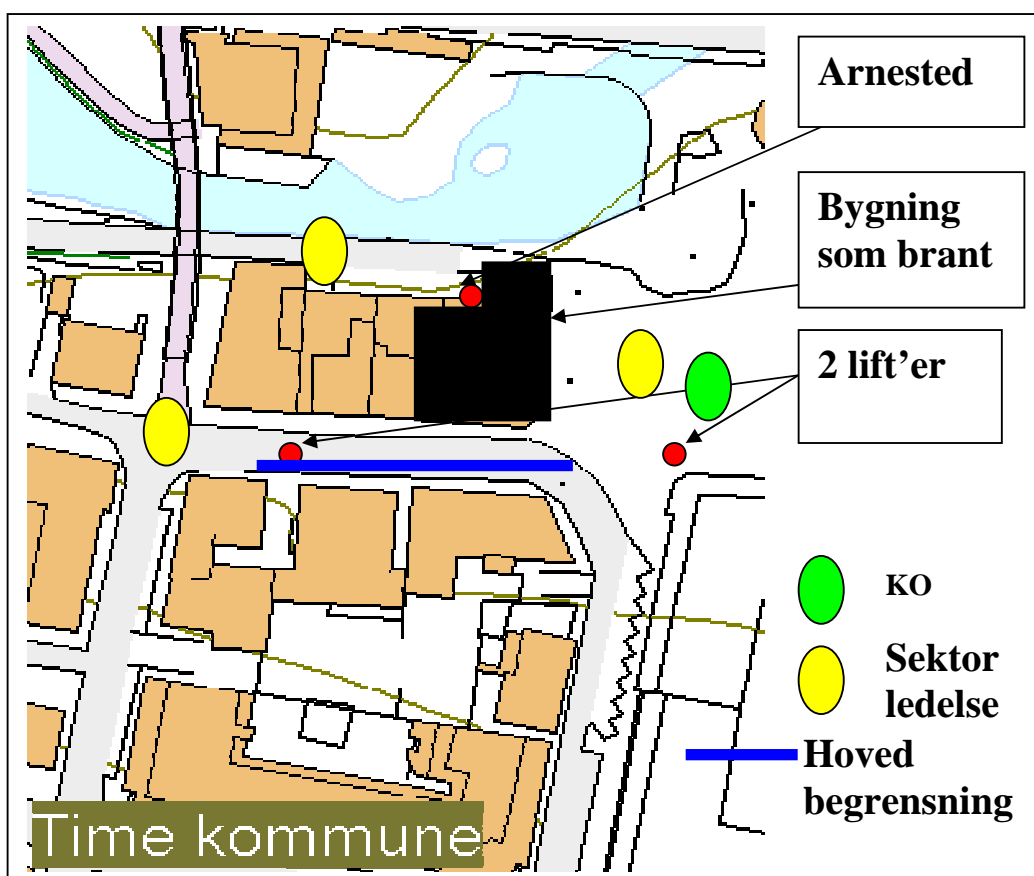 Arnested
Bygning
som brant
2 lift’er
KO
Sektor
ledelse
Hoved
begrensning
Time kommune